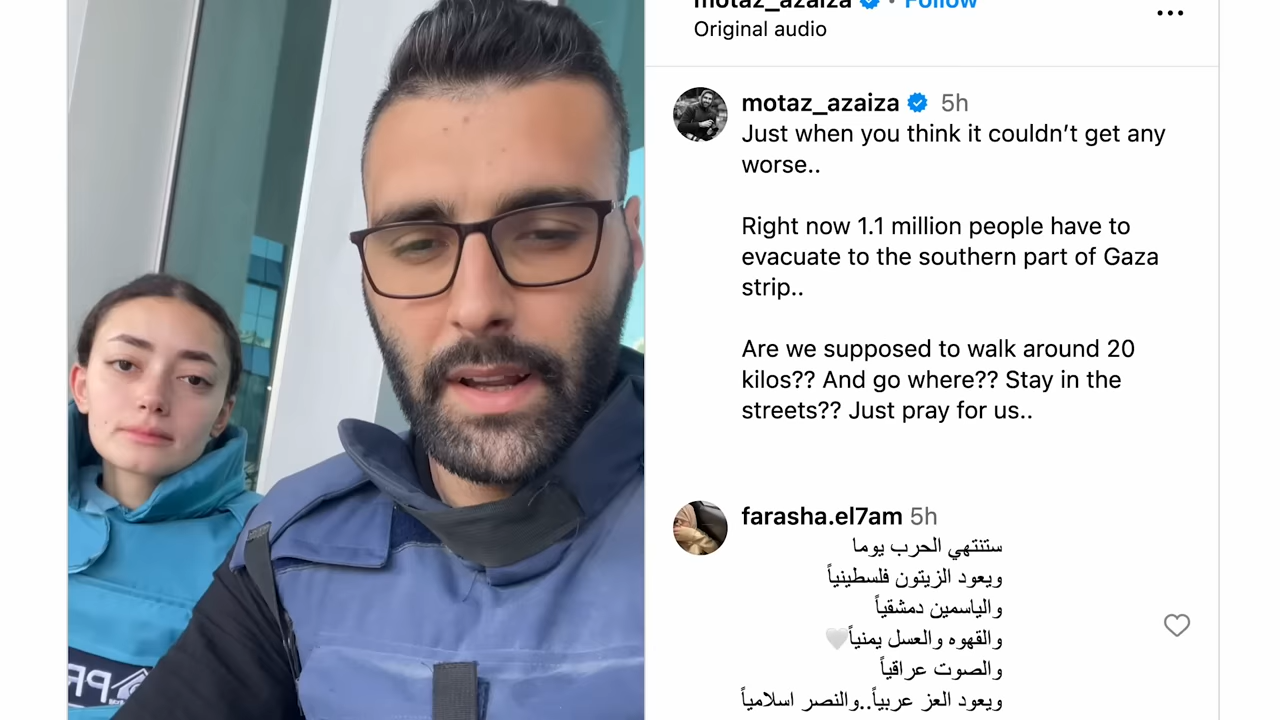 motaz_azaiza • Follow
Original audio
motaz_azaiza 5h
Just when you think it couldn’t get any
worse..
Right now 1.1 million people have to
evacuate to the southern part of Gaza
strip..
Are we supposed to walk around 20
kilos?? And go where?? Stay in the
streets?? Just pray for us..
farasha.el7am 5h
ستنتهي الحرب يوما
ويعود الزيتون فلسطينياً
والياسمين دمشقياً
والقهوه والعسل يمنياً🤍
والصوت عراقياً
ويعود العز عربياً..والنصر اسلامياً
PR